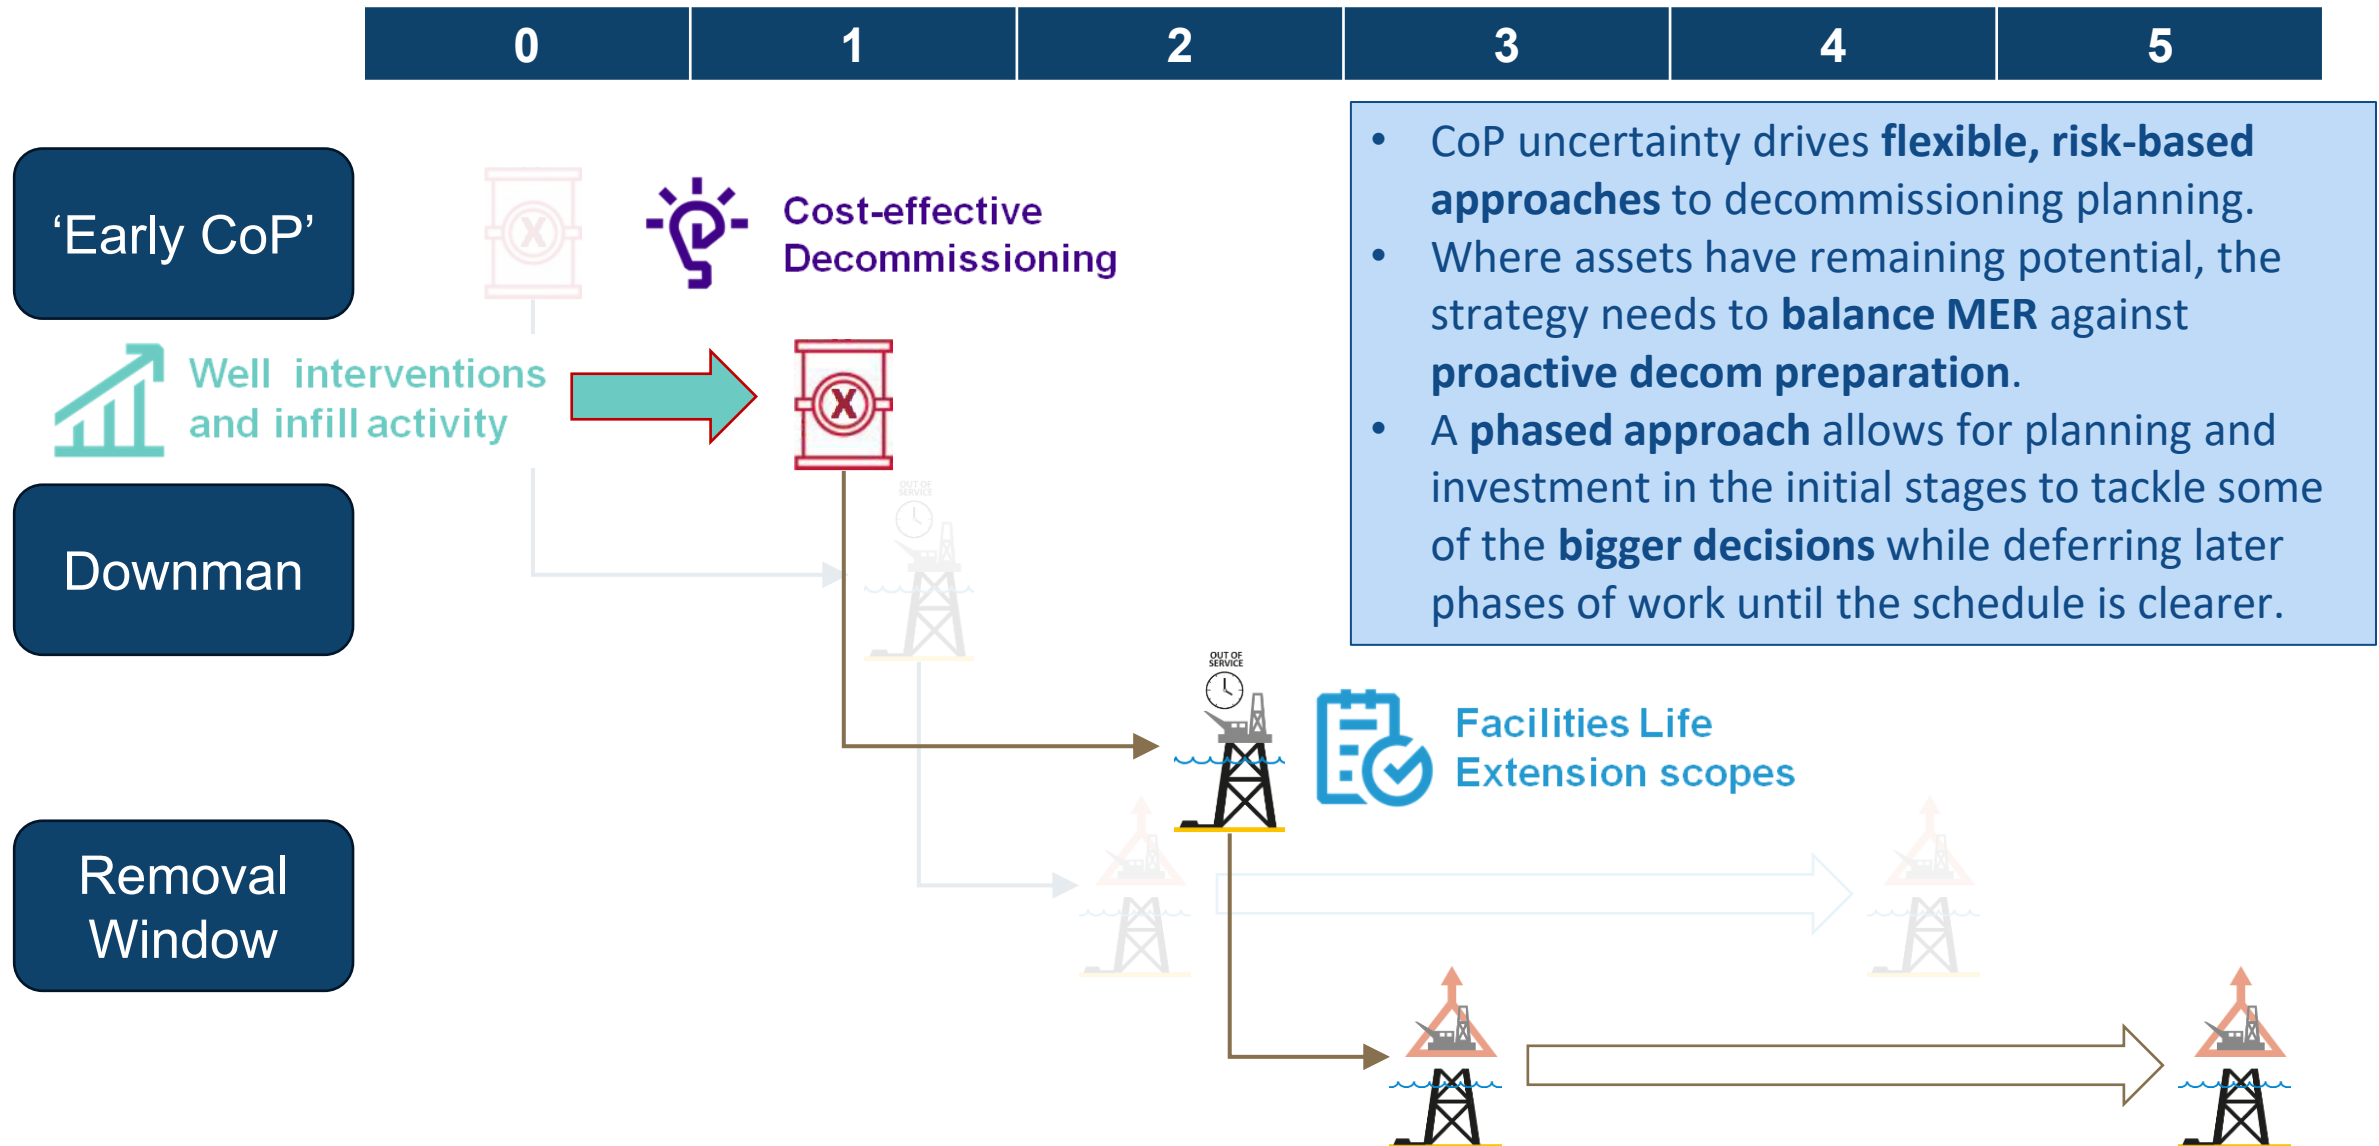 0 1 2 3 4 5
‘Early CoP’
X
Cost-effective
Decommissioning
• CoP uncertainty drives flexible, risk-based
approaches to decommissioning planning.
• Where assets have remaining potential, the
strategy needs to balance MER against
proactive decom preparation.
• A phased approach allows for planning and
investment in the initial stages to tackle some
of the bigger decisions while deferring later
phases of work until the schedule is clearer.
Well interventions
and infill activity
X
OUT OF
SERVICE
Downman
OUT OF
SERVICE
Facilities Life
Extension scopes
Removal
Window